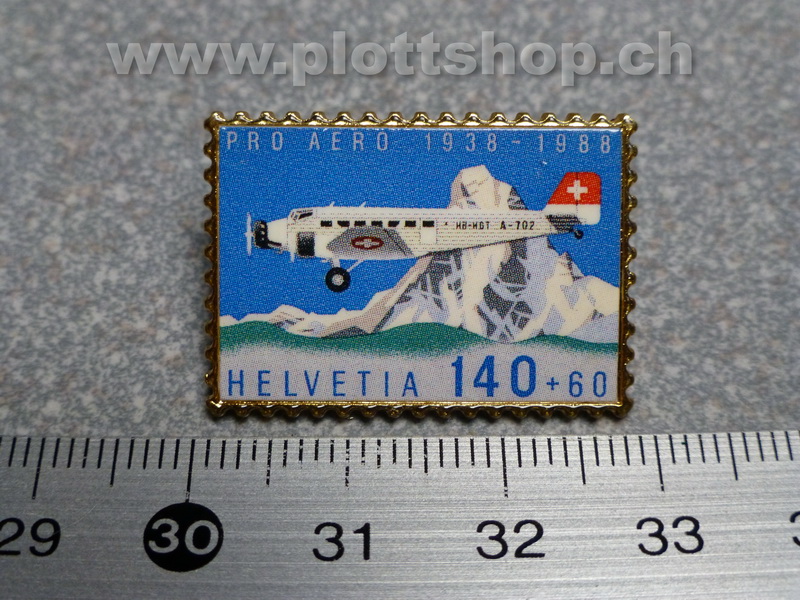 www.plottshop.ch
PRO AERO 1938-1988
HB-HOT A-702
HELVETIA 140+60
29 30 31 32 33